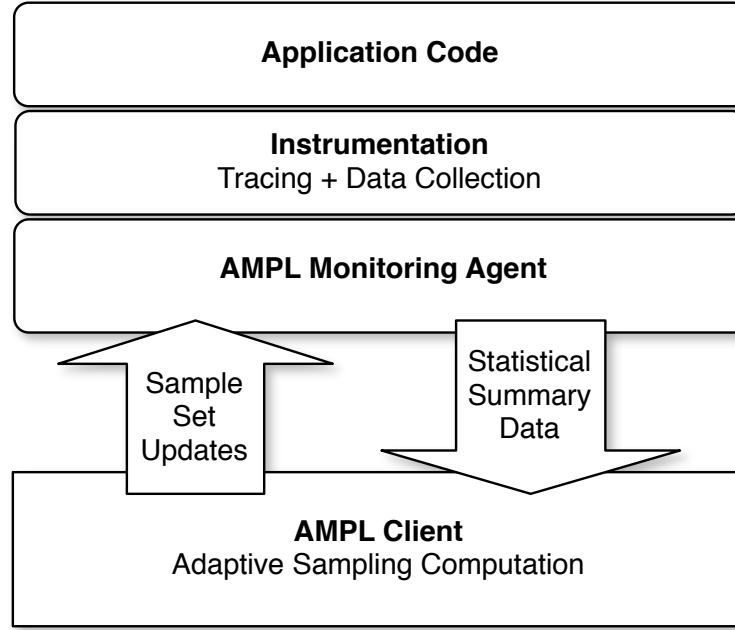 Application Code
Instrumentation
Tracing + Data Collection
AMPL Monitoring Agent
Sample
Set
Updates
Statistical
Summary
Data
AMPL Client
Adaptive Sampling Computation